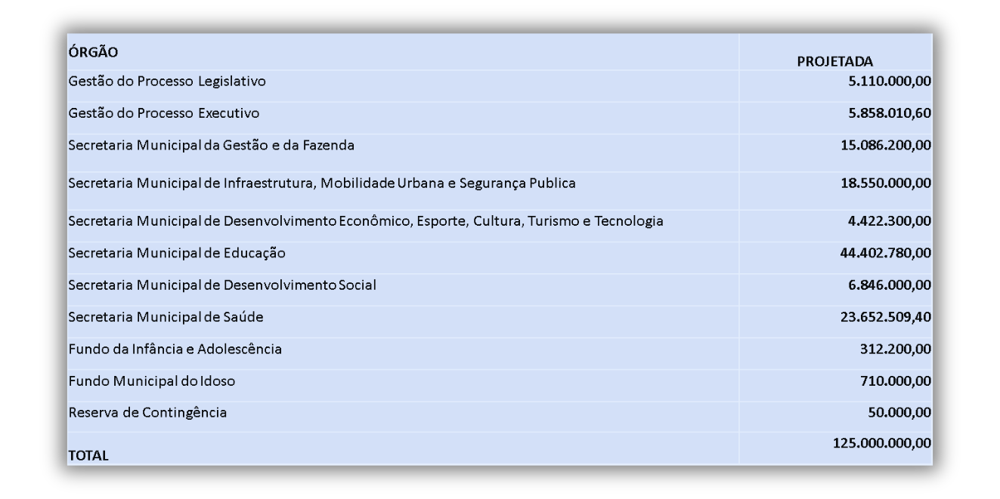 ÓRGÃO PROJETADA
Gestão do Processo Legislativo 5.110.000,00
Gestão do Processo Executivo 5.858.010,60
Secretaria Municipal da Gestão e da Fazenda 15.086.200,00
Secretaria Municipal de Infraestrutura, Mobilidade Urbana e Segurança Publica 18.550.000,00
Secretaria Municipal de Desenvolvimento Econômico, Esporte, Cultura, Turismo e Tecnologia 4.422.300,00
Secretaria Municipal de Educação 44.402.780,00
Secretaria Municipal de Desenvolvimento Social 6.846.000,00
Secretaria Municipal de Saúde 23.652.509,40
Fundo da Infância e Adolescência 312.200,00
Fundo Municipal do Idoso 710.000,00
Reserva de Contingência 50.000,00
TOTAL 125.000.000,00